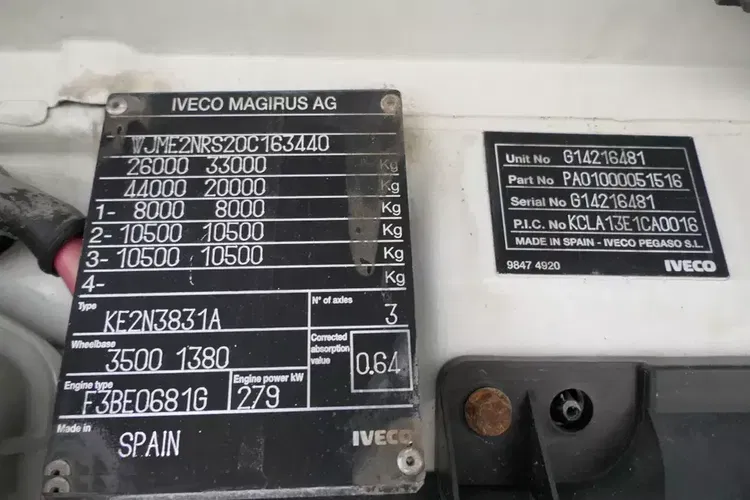 IVECO MAGIRUS AG
WJME2NRS20C163440
26000 33000 Kg
44000 20000 Kg
1- 8000 8000 Kg
2- 10500 10500 Kg
3- 10500 10500 Kg
4- Kg
Type N° of axles
KE2N3831A 3
Wheelbase Corrected absorption value
3500 1380 0.64
Engine type Engine power kW
F3BE0681G 279
Made in
SPAIN IVECO
Unit No G14216481
Part No PA01000051516
Serial No G14216481
P.I.C. No KCLA13E1CA0016
MADE IN SPAIN - IVECO PEGASO S.L.
9847 4920 IVECO